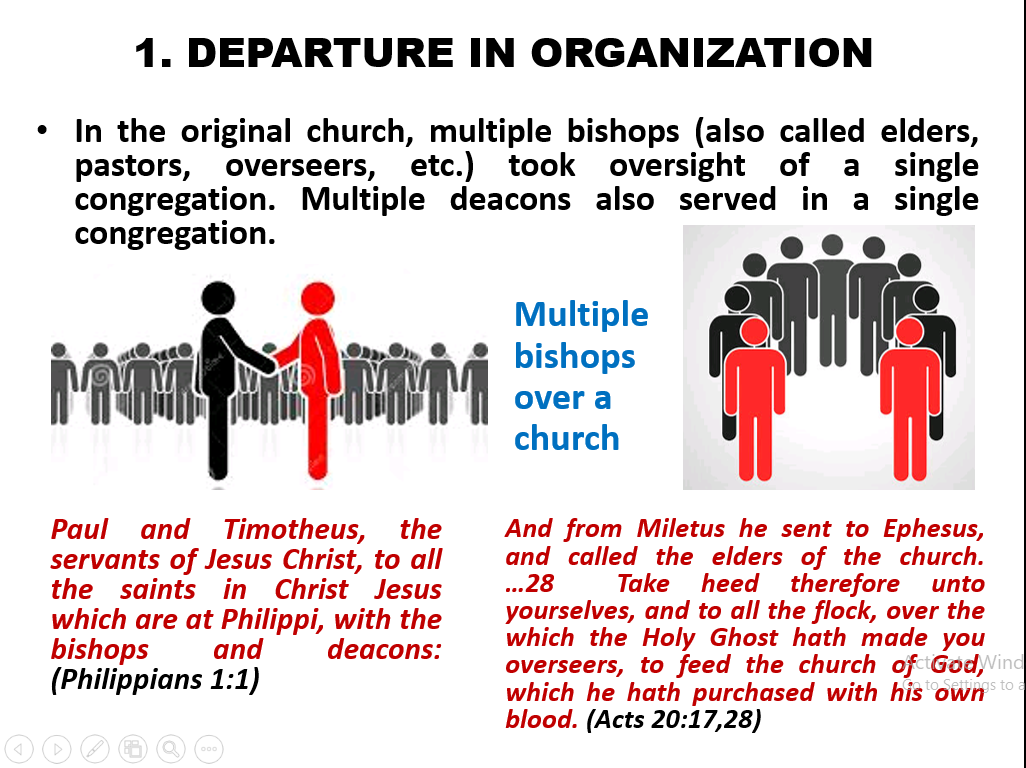 1. DEPARTURE IN ORGANIZATION
• In the original church, multiple bishops (also called elders,
pastors, overseers, etc.) took oversight of a single
congregation. Multiple deacons also served in a single
congregation.
Multiple
bishops
over a
church
Paul and Timotheus, the
servants of Jesus Christ, to all
the saints in Christ Jesus
which are at Philippi, with the
bishops and deacons:
(Philippians 1:1)
And from Miletus he sent to Ephesus,
and called the elders of the church.
...28 Take heed therefore unto
yourselves, and to all the flock, over the
which the Holy Ghost hath made you
overseers, to feed the church of God,
which he hath purchased with his own
blood. (Acts 20:17,28)
Activate Wind
Go to Settings to a